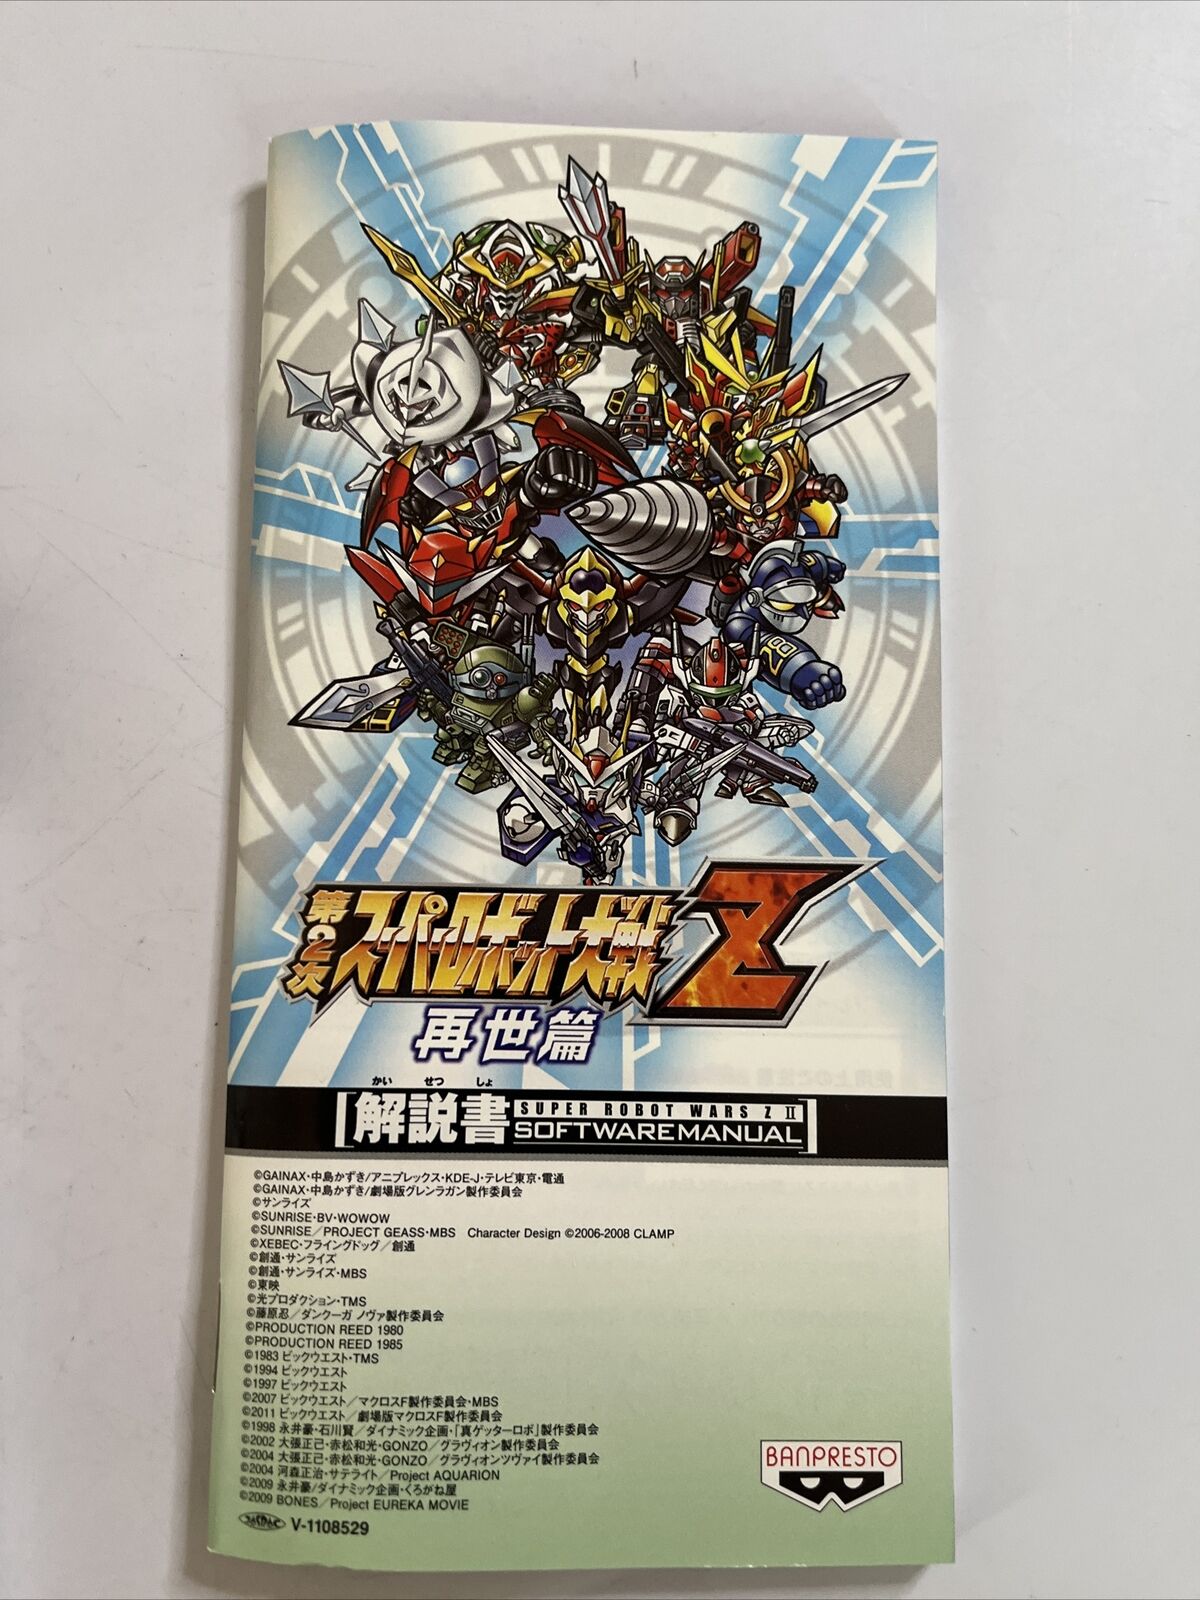 第2次スーパーロボット大戦Z
再世篇
かい せつ しょ
[解説書 SUPER ROBOT WARS Z II
SOFTWARE MANUAL]
©GAINAX・中島かずき/アニプレックス・KDE-J・テレビ東京・電通
©GAINAX・中島かずき/劇場版グレンラガン製作委員会
©サンライズ
©SUNRISE・BV・WOWOW
©SUNRISE／PROJECT GEASS・MBS Character Design ©2006-2008 CLAMP
©XEBEC・フライングドッグ／創通
©創通・サンライズ
©創通・サンライズ・MBS
©東映
©光プロダクション・TMS
©藤原忍／ダンクーガ ノヴァ製作委員会
©PRODUCTION REED 1980
©PRODUCTION REED 1985
©1983 ビックウエスト・TMS
©1994 ビックウエスト
©1997 ビックウエスト
©2007 ビックウエスト／マクロスF製作委員会・MBS
©2011 ビックウエスト／劇場版マクロスF製作委員会
©1998 永井豪・石川賢／ダイナミック企画・「真ゲッターロボ」製作委員会
©2002 大張正己・赤松和光・GONZO／グラヴィオン製作委員会
©2004 大張正己・赤松和光・GONZO／グラヴィオンツヴァイ製作委員会
©2004 河森正治・サテライト／Project AQUARION
©2009 永井豪/ダイナミック企画・くろがね屋
©2009 BONES／Project EUREKA MOVIE
JASRAC V-1108529
BANPRESTO